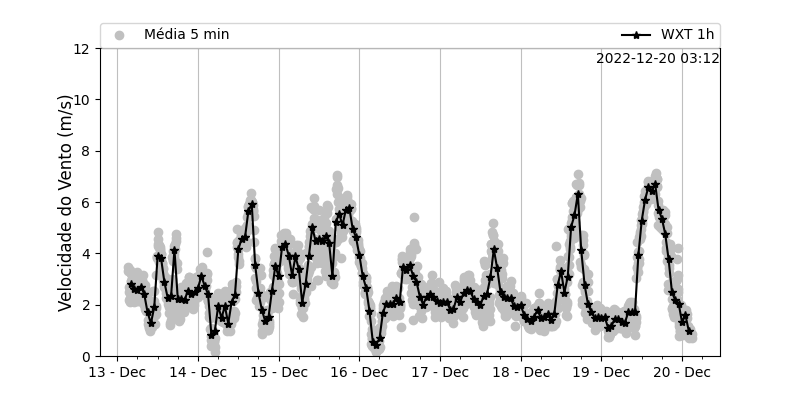 Média 5 min
WXT 1h
2022-12-20 03:12
Velocidade do Vento (m/s)
12
10
8
6
4
2
0
13 - Dec
14 - Dec
15 - Dec
16 - Dec
17 - Dec
18 - Dec
19 - Dec
20 - Dec